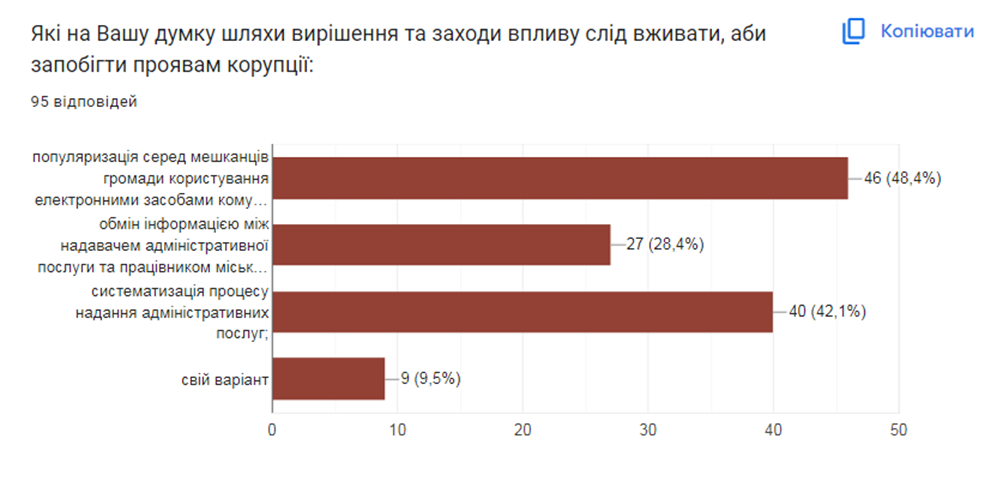 Які на Вашу думку шляхи вирішення та заходи впливу слід вживати, аби
запобігти проявам корупції:
Копіювати
95 відповідей
популяризація серед мешканців
громади користування
електронними засобами кому…
46 (48,4%)
обмін інформацією між
надавачем адміністративної
послуги та працівником міськ…
27 (28,4%)
систематизація процесу
надання адміністративних
послуг;
40 (42,1%)
свій варіант
9 (9,5%)
0 10 20 30 40 50